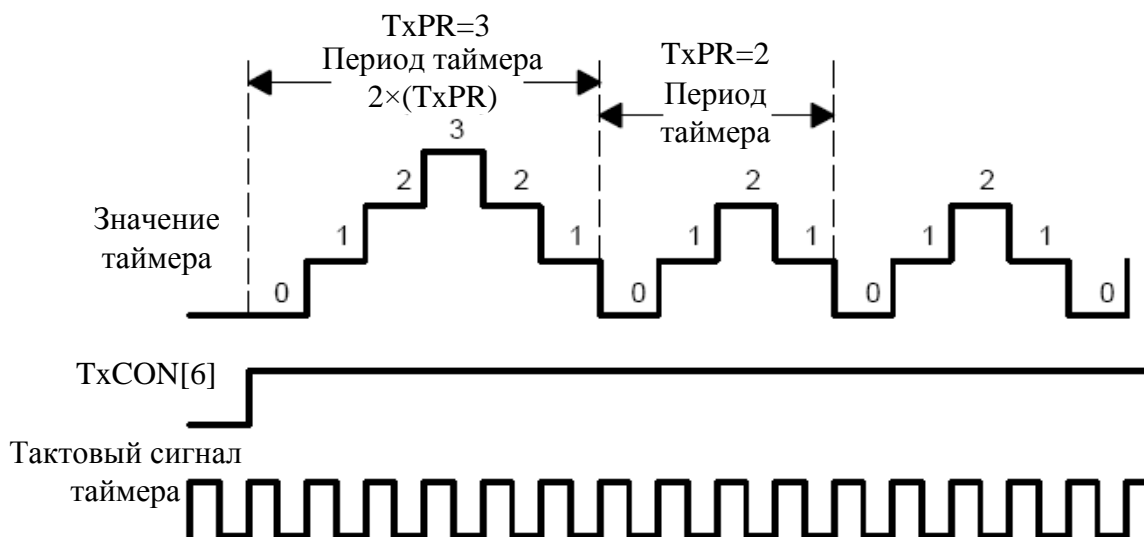 TxPR=3
Период таймера
2×(TxPR)
TxPR=2
Период
таймера
3
2 2 2 2
Значение
таймера
1 1 1 1 1 1
0 0 0 0
TxCON[6]
Тактовый сигнал
таймера